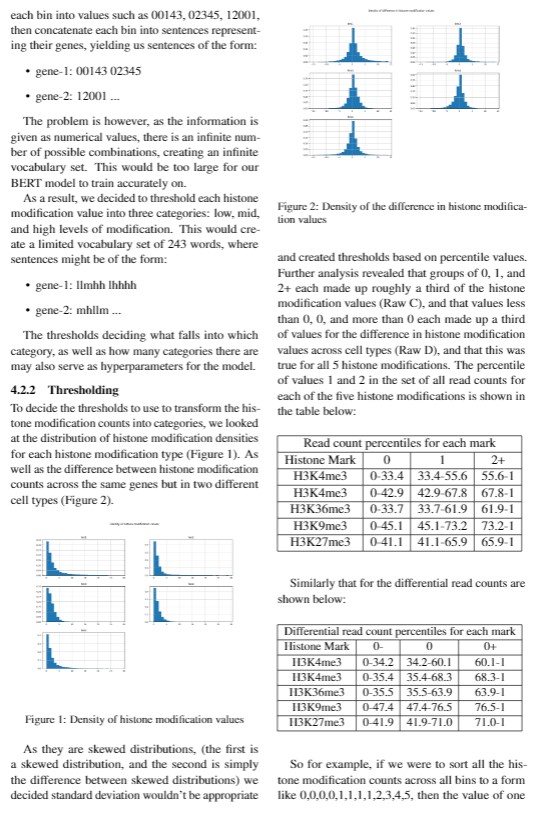 each bin into values such as 00143, 02345, 12001,
then concatenate each bin into sentences represent-
ing their genes, yielding us sentences of the form:
• gene-1: 00143 02345
• gene-2: 12001 ...
The problem is however, as the information is
given as numerical values, there is an infinite num-
ber of possible combinations, creating an infinite
vocabulary set. This would be too large for our
BERT model to train accurately on.
As a result, we decided to threshold each histone
modification value into three categories: low, mid,
and high levels of modification. This would cre-
ate a limited vocabulary set of 243 words, where
sentences might be of the form:
• gene-1: llmhh lhhhh
• gene-2: mhllm ...
The thresholds deciding what falls into which
category, as well as how many categories there are
may also serve as hyperparameters for the model.
4.2.2 Thresholding
To decide the thresholds to use to transform the his-
tone modification counts into categories, we looked
at the distribution of histone modification densities
for each histone modification type (Figure 1). As
well as the difference between histone modification
counts across the same genes but in two different
cell types (Figure 2).
Density of histone modification values
Figure 1: Density of histone modification values
As they are skewed distributions, (the first is
a skewed distribution, and the second is simply
the difference between skewed distributions) we
decided standard deviation wouldn't be appropriate
Density of difference in histone modification values
Figure 2: Density of the difference in histone modifica-
tion values
and created thresholds based on percentile values.
Further analysis revealed that groups of 0, 1, and
2+ each made up roughly a third of the histone
modification values (Raw C), and that values less
than 0, 0, and more than 0 each made up a third
of values for the difference in histone modification
values across cell types (Raw D), and that this was
true for all 5 histone modifications. The percentile
of values 1 and 2 in the set of all read counts for
each of the five histone modifications is shown in
the table below:
Read count percentiles for each mark
Histone Mark 0 1 2+
H3K4me3 0-33.4 33.4-55.6 55.6-1
H3K4me3 0-42.9 42.9-67.8 67.8-1
H3K36me3 0-33.7 33.7-61.9 61.9-1
H3K9me3 0-45.1 45.1-73.2 73.2-1
H3K27me3 0-41.1 41.1-65.9 65.9-1
Similarly that for the differential read counts are
shown below:
Differential read count percentiles for each mark
Histone Mark 0- 0 0+
H3K4me3 0-34.2 34.2-60.1 60.1-1
H3K4me3 0-35.4 35.4-68.3 68.3-1
H3K36me3 0-35.5 35.5-63.9 63.9-1
H3K9me3 0-47.4 47.4-76.5 76.5-1
H3K27me3 0-41.9 41.9-71.0 71.0-1
So for example, if we were to sort all the his-
tone modification counts across all bins to a form
like 0,0,0,0,1,1,1,1,2,3,4,5, then the value of one